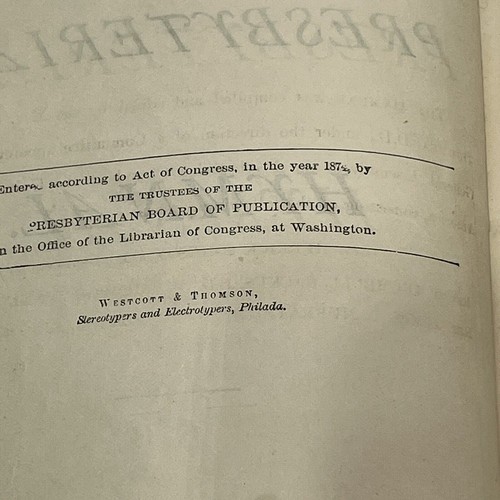 according to Act of Congress, in the year 187 , by
THE TRUSTEES OF THE
PRESBYTERIAN BOARD OF PUBLICATION,
the Office of the Librarian of Congress, at Washington.
WESTCOTT & THOMSON,
Stereotypers and Electrotypers, Philada.